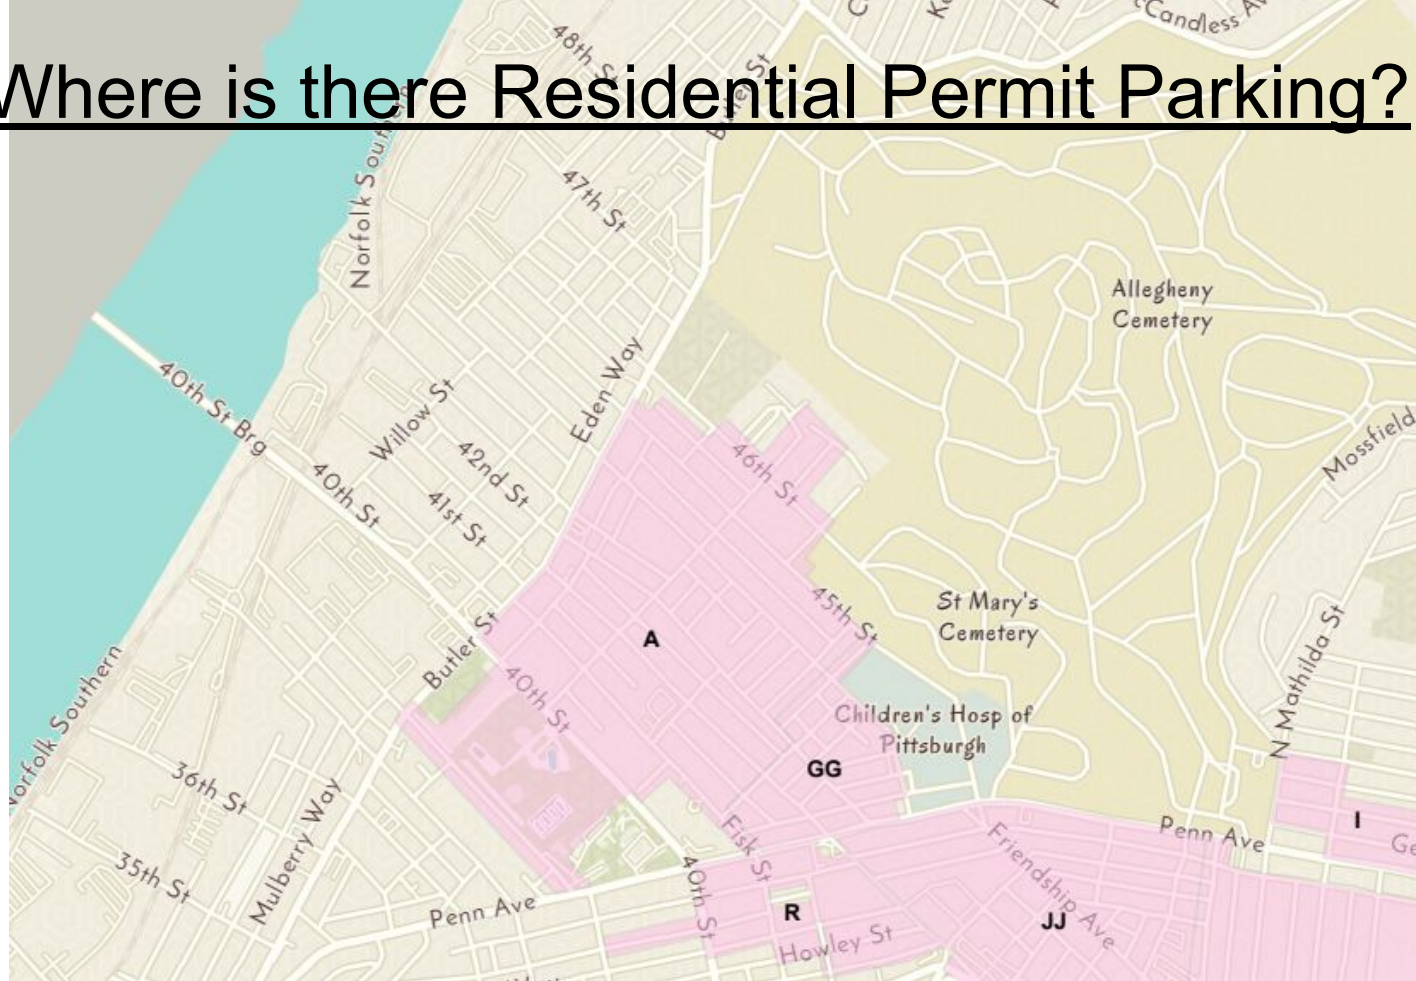 Where is there Residential Permit Parking?
48th St
Butler St
Norfolk Southern
47th St
Allegheny
Cemetery
40th St Brg
Eden Way
Willow St
42nd St
40th St
41st St
46th St
Mossfield
45th St
St Mary's
Cemetery
A
Butler St
40th St
N Mathilda St
Norfolk Southern
Children's Hosp of
Pittsburgh
GG
36th St
Mulberry Way
35th St
Fisk St
Friendship Ave
Penn Ave
I
40th St
Penn Ave
R
JJ
Howley St